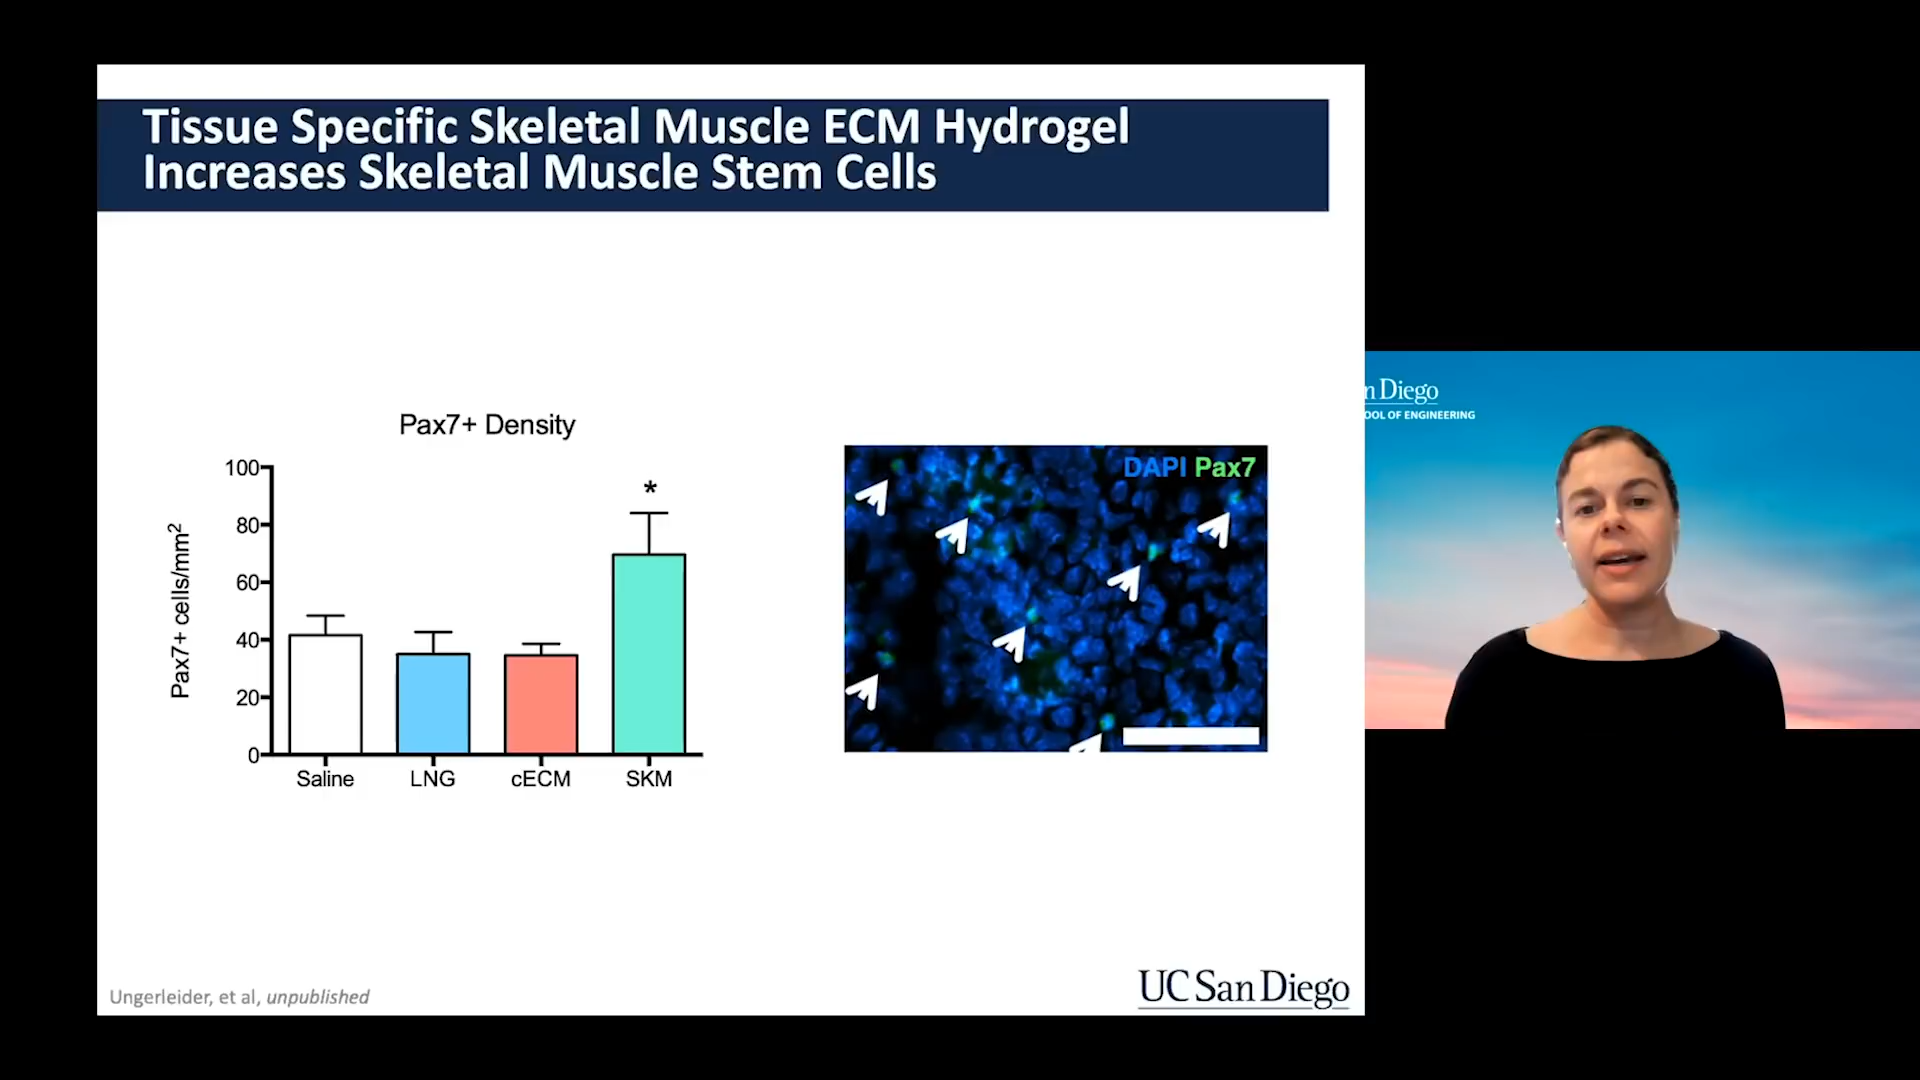 Tissue Specific Skeletal Muscle ECM Hydrogel
Increases Skeletal Muscle Stem Cells
Pax7+ Density
Pax7+ cells/mm²
100
80
60
40
20
0
*
Saline LNG cECM SKM
DAPI Pax7
Ungerleider, et al, unpublished
UC San Diego
n Diego
OOL OF ENGINEERING